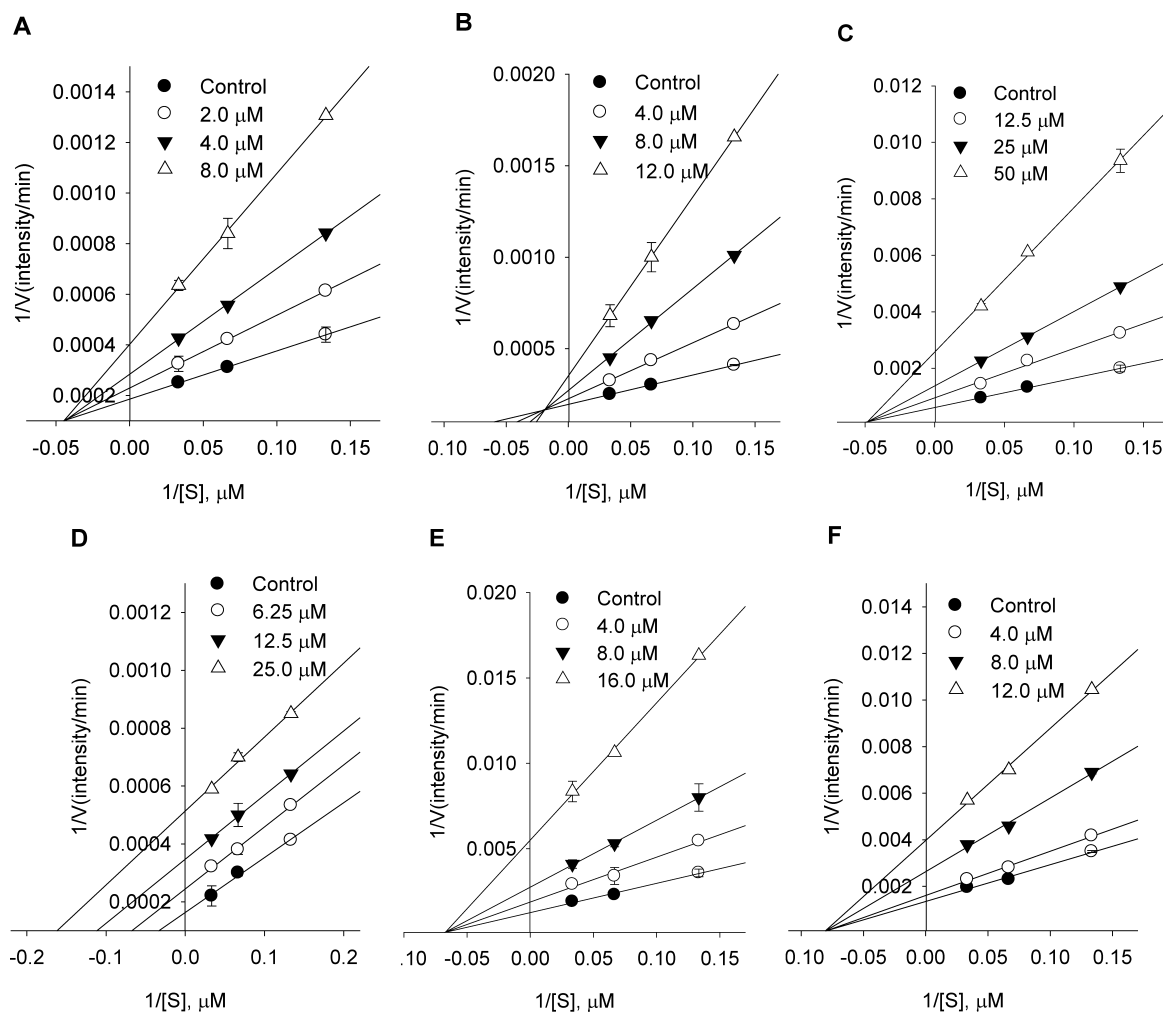 A
1/V(intensity/min)
0.0014
0.0012
0.0010
0.0008
0.0006
0.0004
0.0002
Control
2.0 μM
4.0 μM
8.0 μM
-0.05 0.00 0.05 0.10 0.15
1/[S], μM
B
1/V(intensity/min)
0.0020
0.0015
0.0010
0.0005
Control
4.0 μM
8.0 μM
12.0 μM
0.10 -0.05 0.00 0.05 0.10 0.15
1/[S], μM
C
1/V(intensity/min)
0.012
0.010
0.008
0.006
0.004
0.002
Control
12.5 μM
25 μM
50 μM
-0.05 0.00 0.05 0.10 0.15
1/[S], μM
D
1/V(intensity/min)
0.0012
0.0010
0.0008
0.0006
0.0004
0.0002
Control
6.25 μM
12.5 μM
25.0 μM
-0.2 -0.1 0.0 0.1 0.2
1/[S], μM
E
1/V(intensity/min)
0.020
0.015
0.010
0.005
Control
4.0 μM
8.0 μM
16.0 μM
.10 -0.05 0.00 0.05 0.10 0.15
1/[S], μM
F
1/V(intensity/min)
0.014
0.012
0.010
0.008
0.006
0.004
0.002
Control
4.0 μM
8.0 μM
12.0 μM
0.10 -0.05 0.00 0.05 0.10 0.15
1/[S], μM